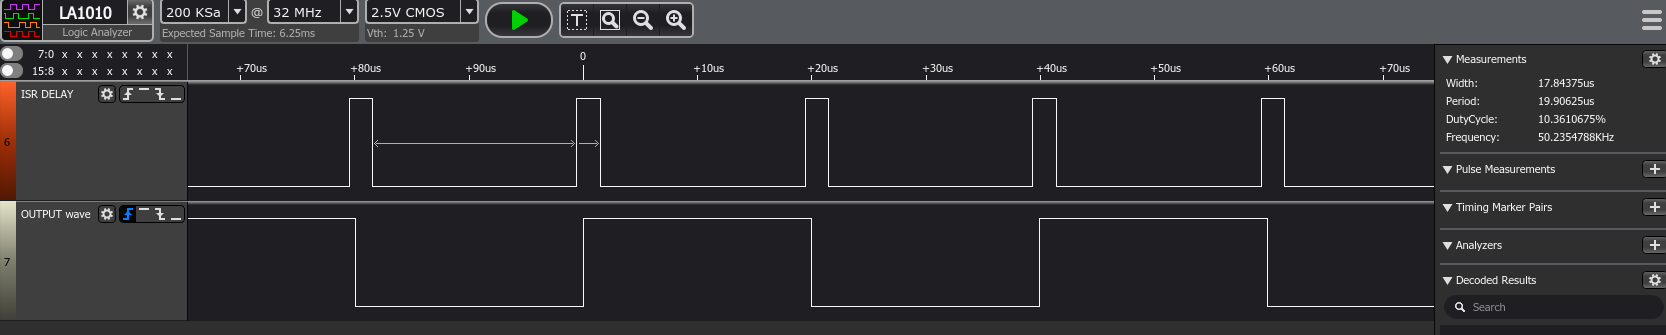 LA1010
Logic Analyzer
200 KSa @ 32 MHz 2.5V CMOS
Expected Sample Time: 6.25ms Vth: 1.25 V
T
7:0 x x x x x x x x
15:8 x x x x x x x x
0
+70us +80us +90us +10us +20us +30us +40us +50us +60us +70us
ISR DELAY
6
OUTPUT wave
7
Measurements
Width: 17.84375us
Period: 19.90625us
DutyCycle: 10.3610675%
Frequency: 50.2354788KHz
Pulse Measurements
Timing Marker Pairs
Analyzers
Decoded Results
Search